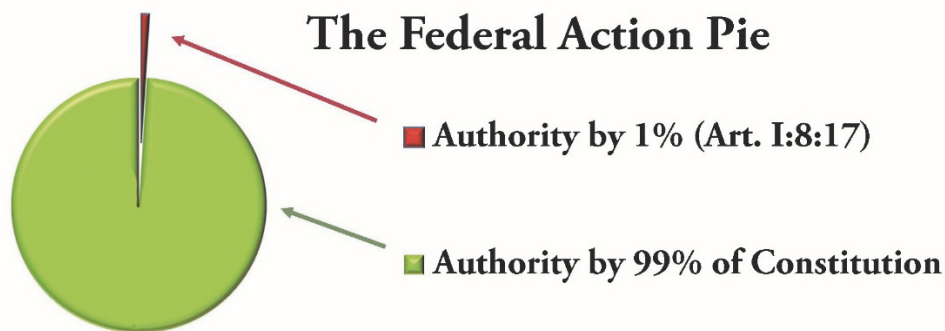 The Federal Action Pie
Authority by 1% (Art. I:8:17)
Authority by 99% of Constitution